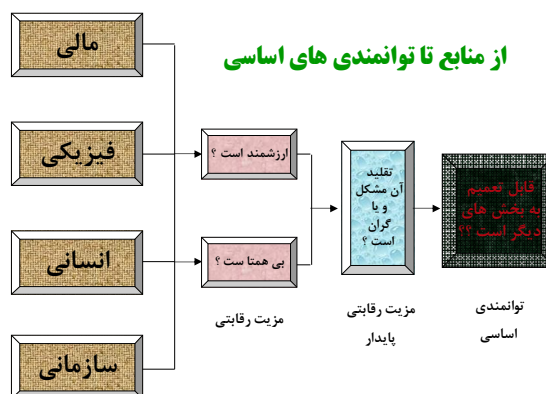 از منابع تا توانمندی های اساسی
مالی
فیزیکی
انسانی
سازمانی
ارزشمند است ؟
بی همتا ست ؟
مزیت رقابتی
تقلید
آن مشکل
و یا
گران
است ؟
مزیت رقابتی
پایدار
قابل تعمیم
به بخش های
دیگر است ؟؟
توانمندی
اساسی